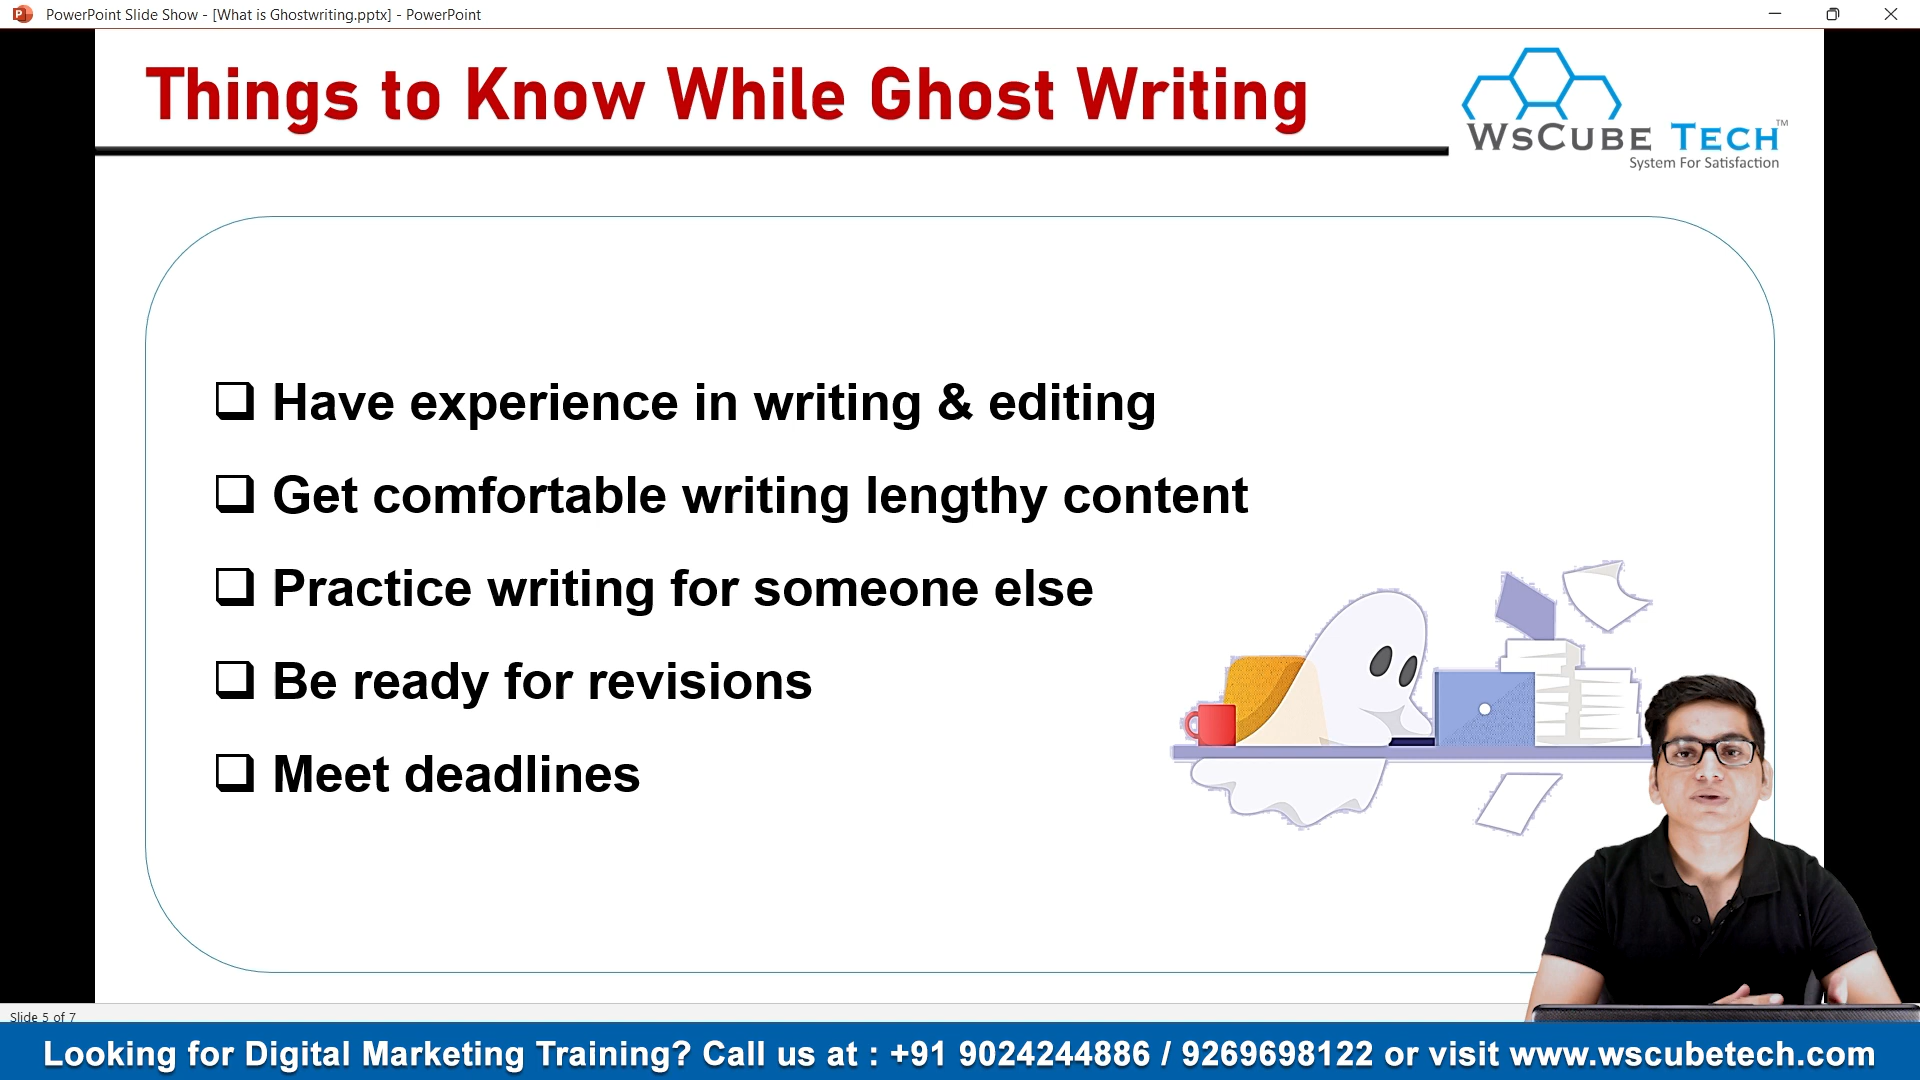 PowerPoint Slide Show - [What is Ghostwriting.pptx] - PowerPoint
Things to Know While Ghost Writing
WSCUBE TECH™
System For Satisfaction
❑ Have experience in writing & editing
❑ Get comfortable writing lengthy content
❑ Practice writing for someone else
❑ Be ready for revisions
❑ Meet deadlines
Slide 5 of 7
Looking for Digital Marketing Training? Call us at : +91 9024244886 / 9269698122 or visit www.wscubetech.com